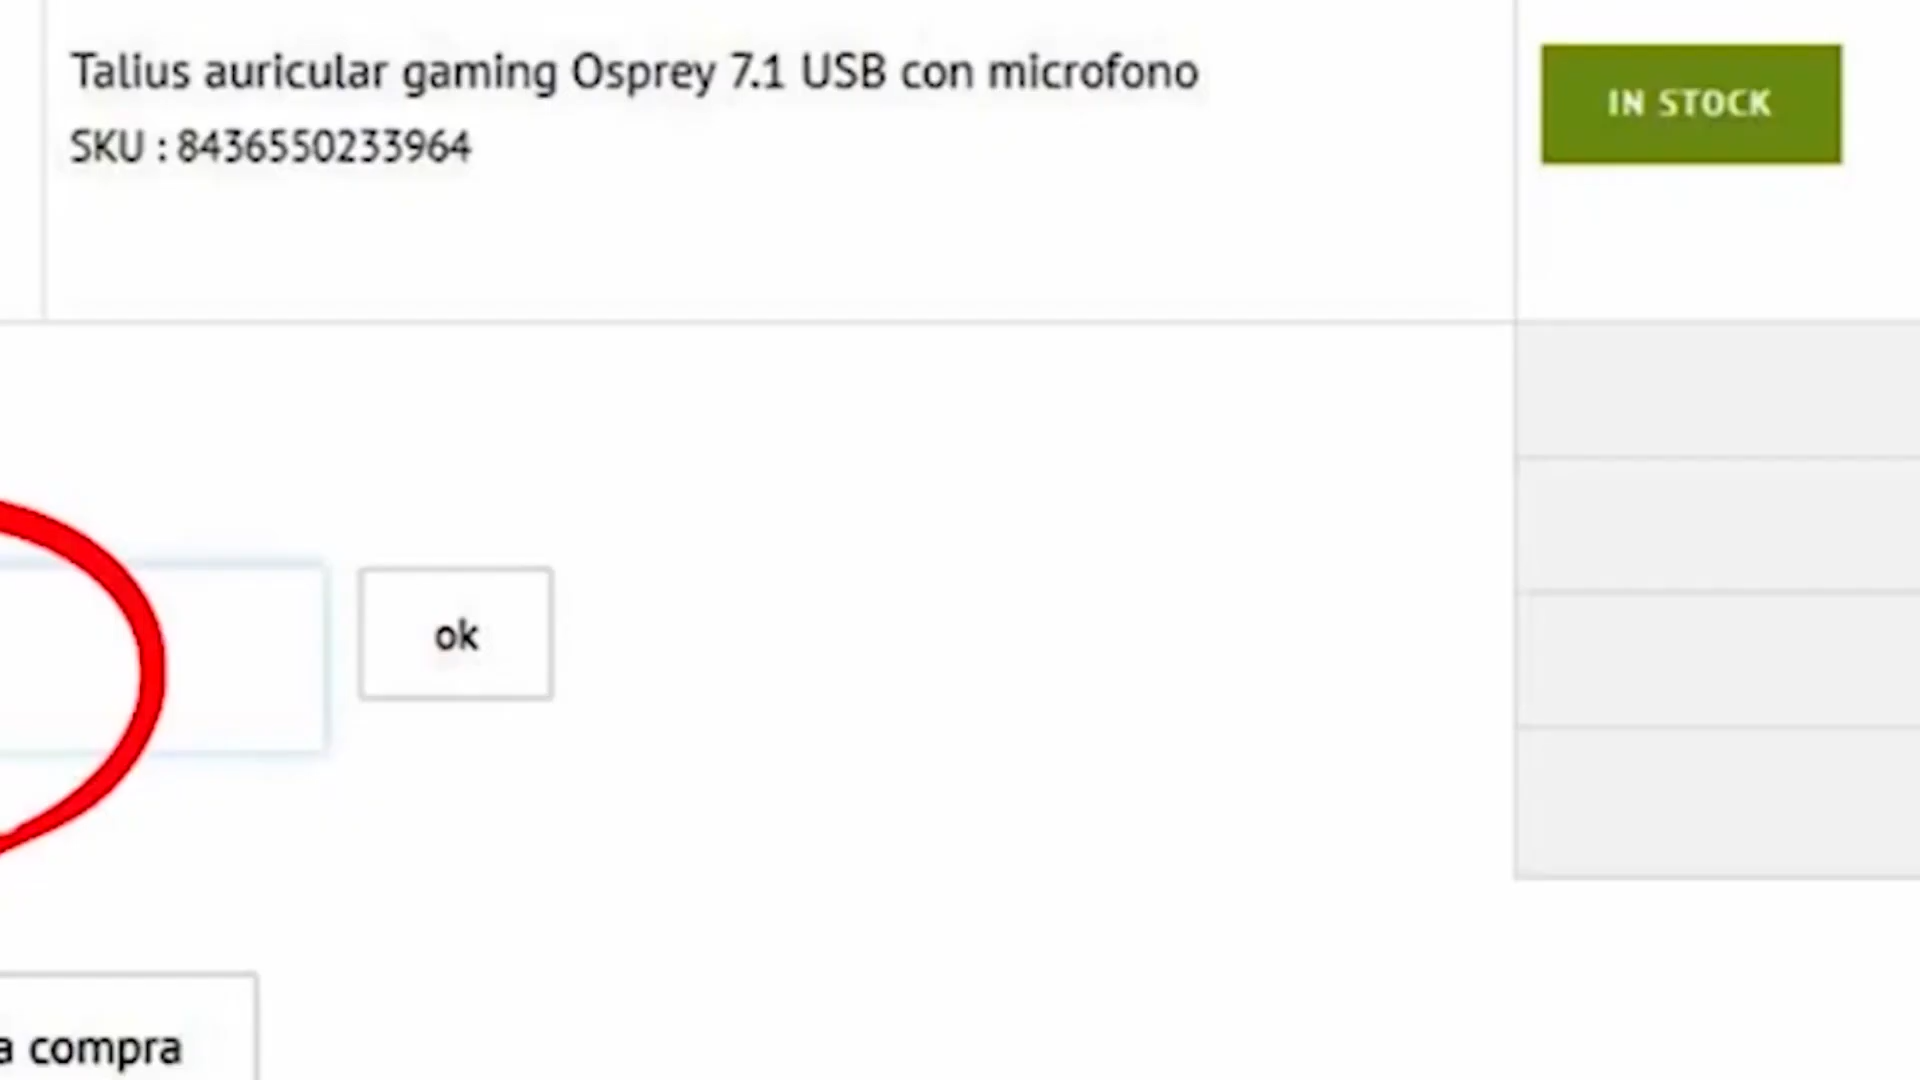 Talius auricular gaming Osprey 7.1 USB con microfono
SKU : 8436550233964
IN STOCK
ok
a compra